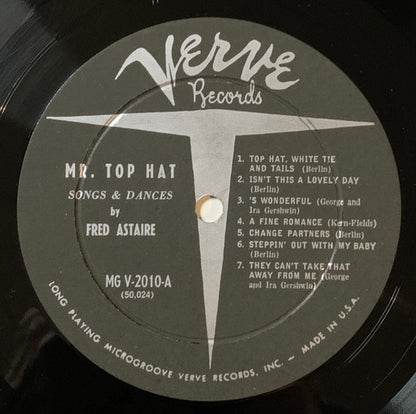 Verve
Records
MR. TOP HAT
SONGS & DANCES
by
FRED ASTAIRE
MG V-2010-A
(50,024)
1. TOP HAT, WHITE TIE
AND TAILS (Berlin)
2. ISN'T THIS A LOVELY DAY
(Berlin)
3. 'S WONDERFUL (George and
Ira Gershwin)
4. A FINE ROMANCE (Kern-Fields)
5. CHANGE PARTNERS (Berlin)
6. STEPPIN' OUT WITH MY BABY
(Berlin)
7. THEY CAN'T TAKE THAT
AWAY FROM ME (George
and Ira Gershwin)
LONG PLAYING MICROGROOVE VERVE RECORDS, INC. – MADE IN U.S.A.